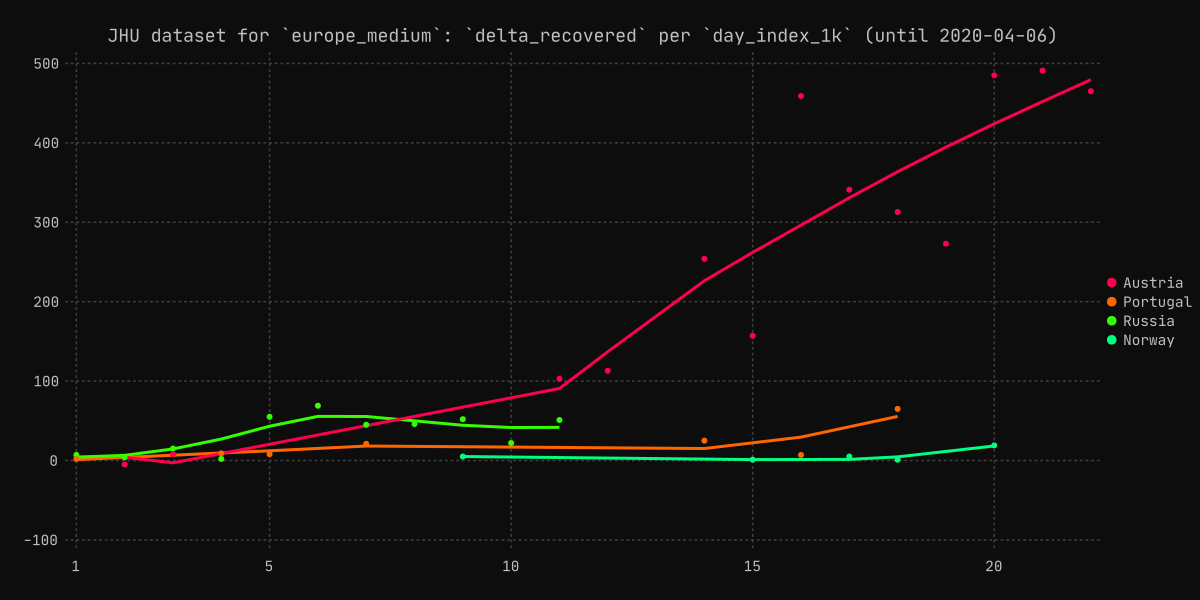 JHU dataset for `europe_medium`: `delta_recovered` per `day_index_1k` (until 2020-04-06)
500
400
300
200
100
0
-100
1 5 10 15 20
Austria
Portugal
Russia
Norway